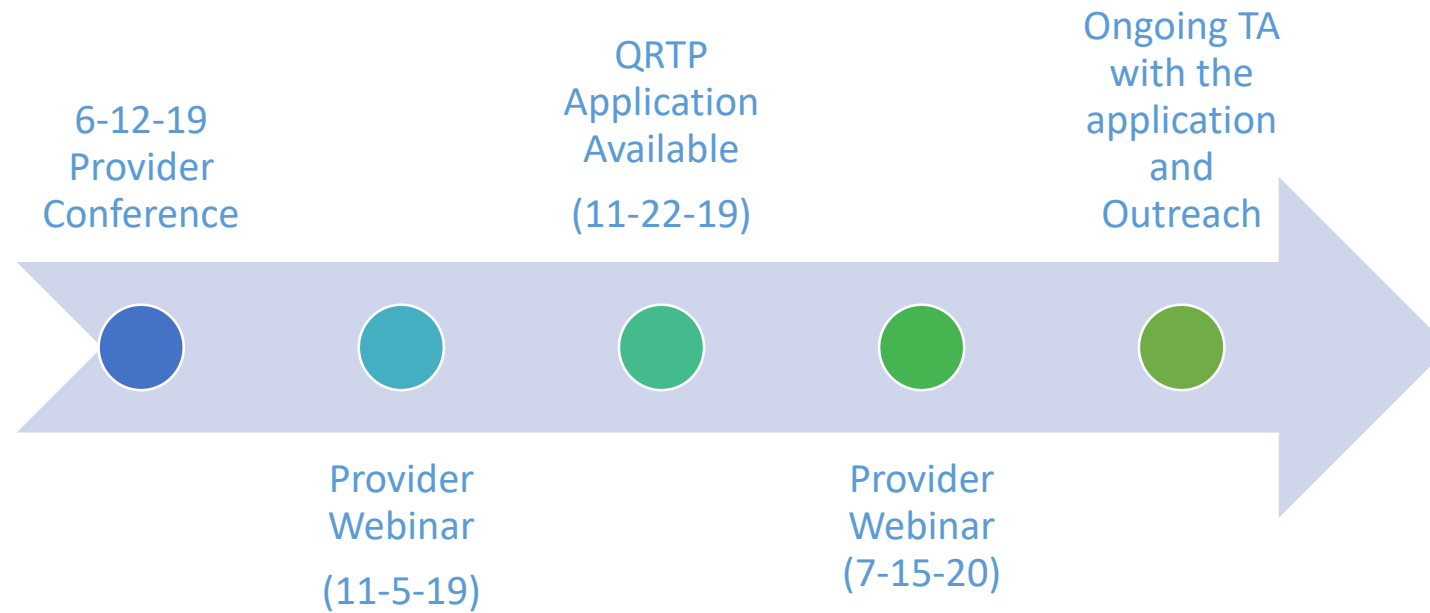 6-12-19
Provider
Conference
Provider
Webinar
(11-5-19)
QRTP
Application
Available
(11-22-19)
Provider
Webinar
(7-15-20)
Ongoing TA
with the
application
and
Outreach